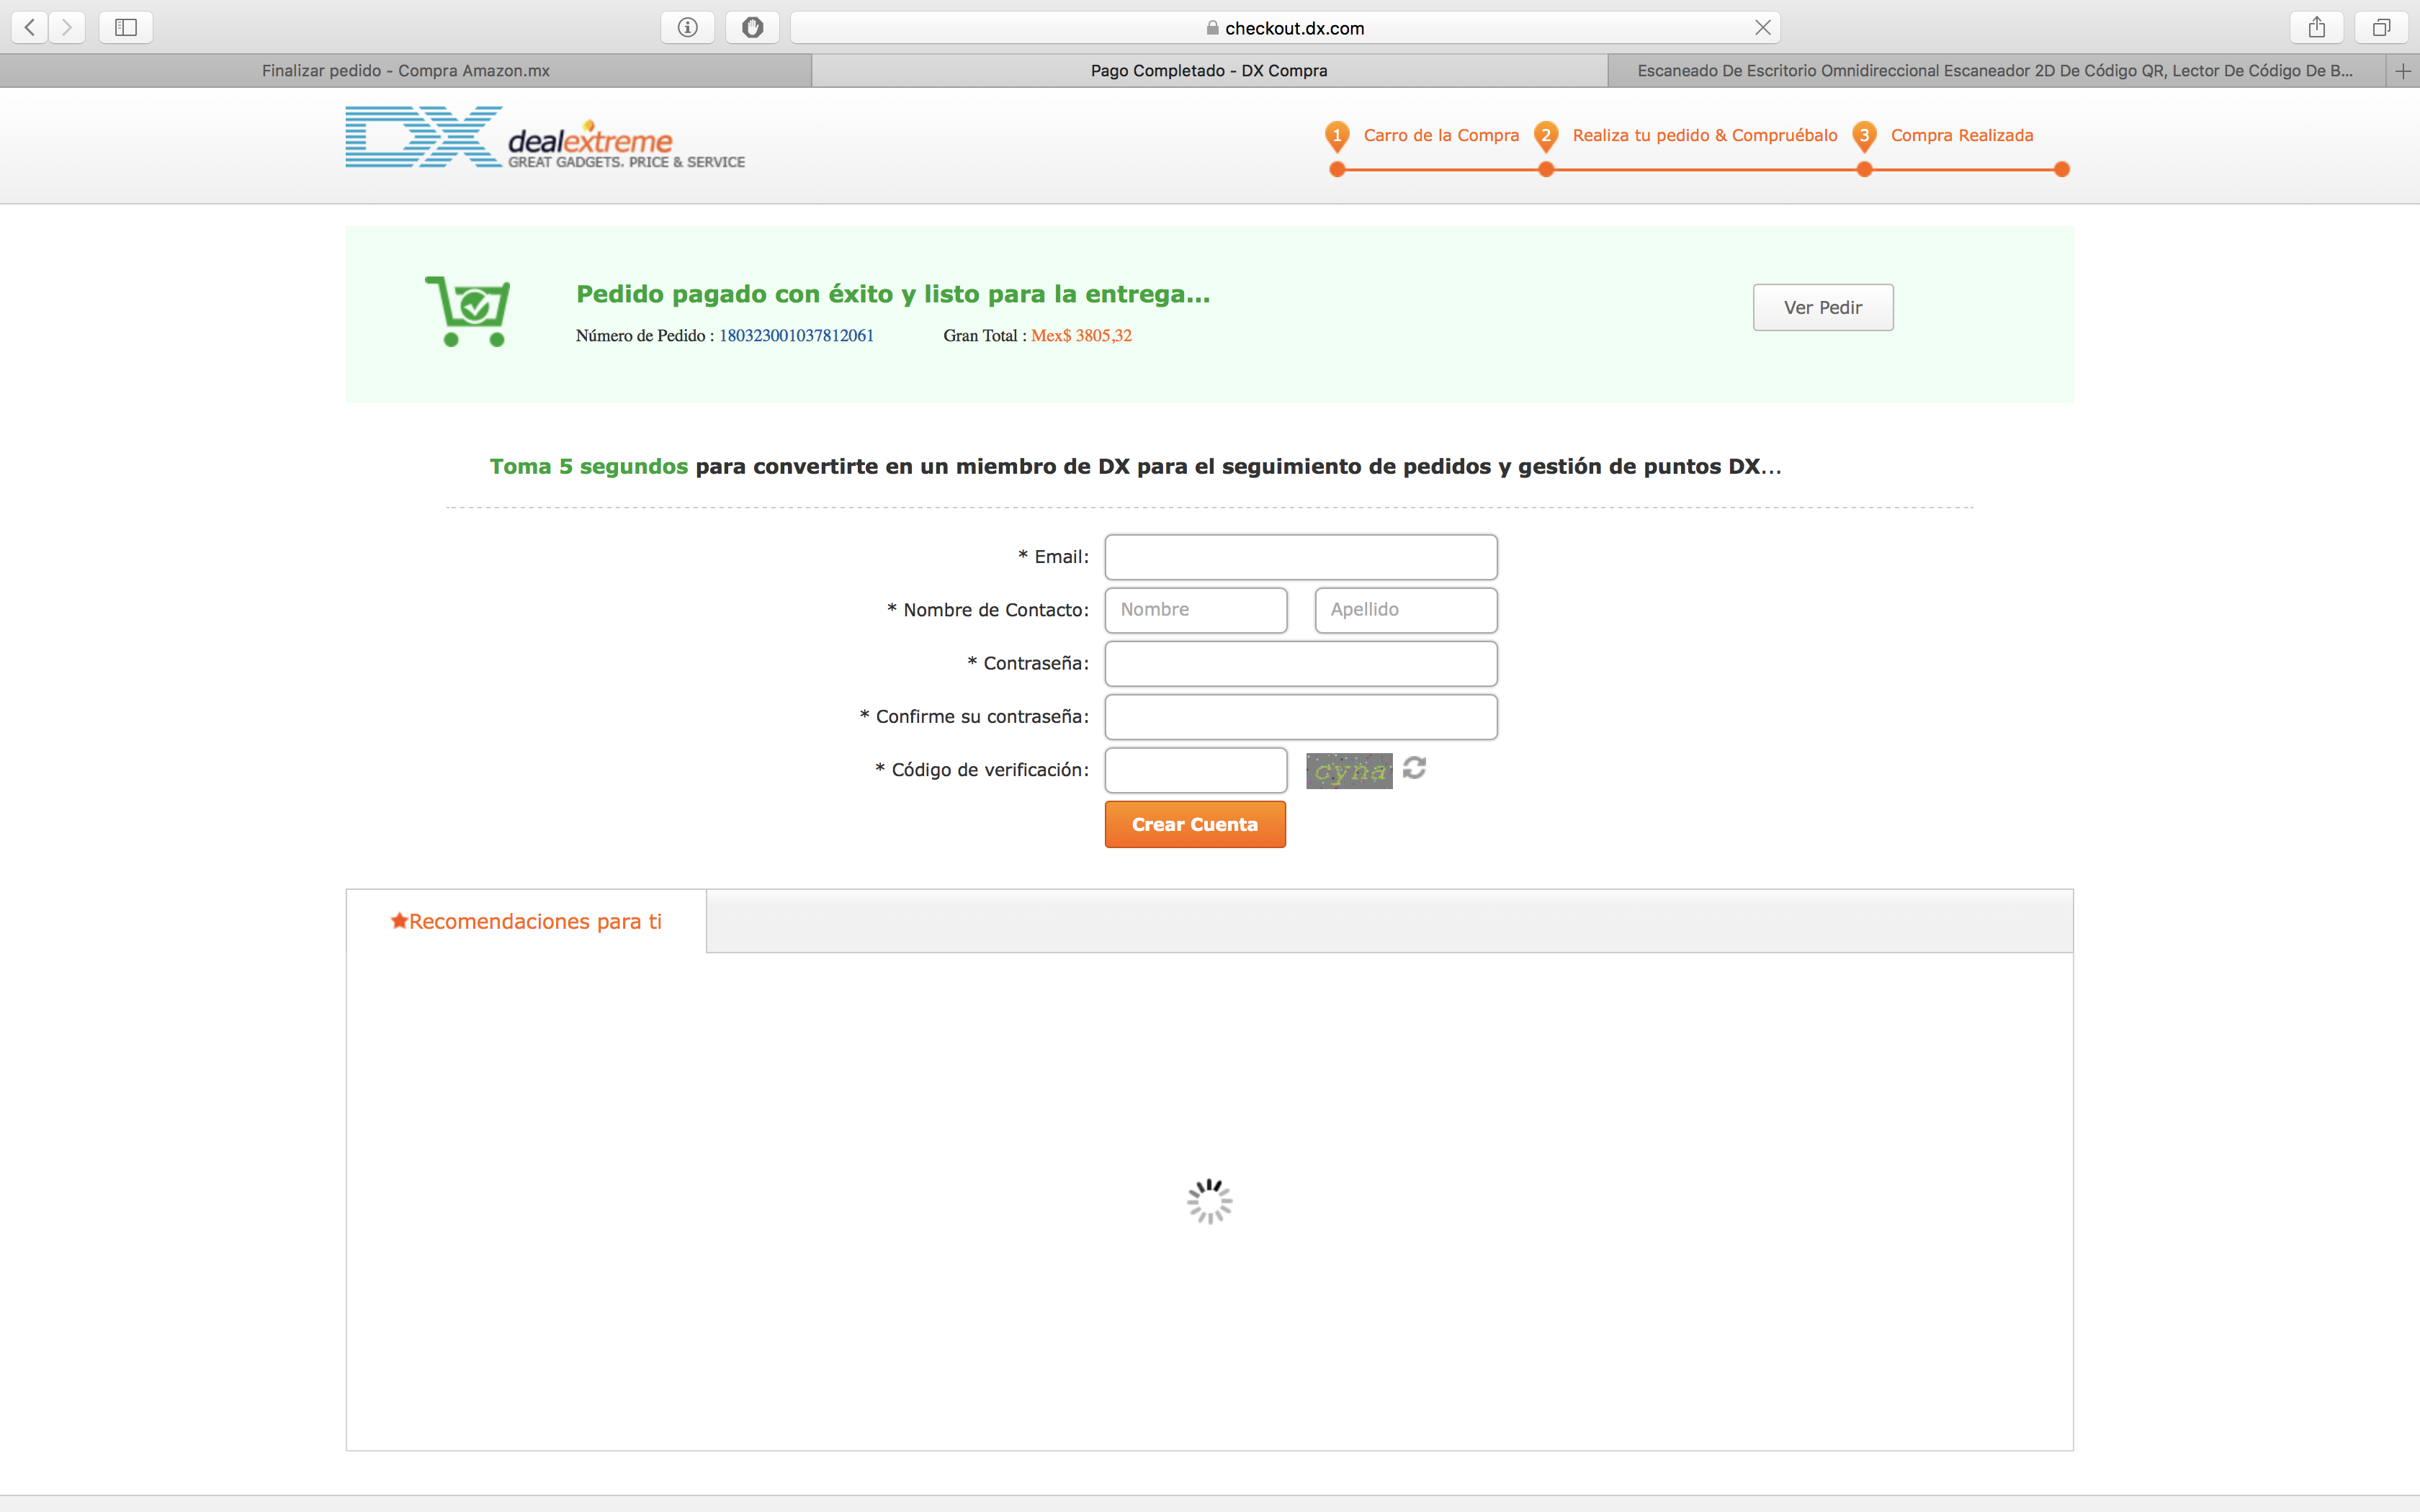 checkout.dx.com
Finalizar pedido - Compra Amazon.mx
Pago Completado - DX Compra
Escaneado De Escritorio Omnidireccional Escaneador 2D De Código QR, Lector De Código De B...
DX dealextreme
GREAT GADGETS. PRICE & SERVICE
1 Carro de la Compra 2 Realiza tu pedido & Compruébalo 3 Compra Realizada
Pedido pagado con éxito y listo para la entrega...
Número de Pedido : 180323001037812061 Gran Total : Mex$ 3805,32
Ver Pedir
Toma 5 segundos para convertirte en un miembro de DX para el seguimiento de pedidos y gestión de puntos DX...
* Email:
* Nombre de Contacto: Nombre Apellido
* Contraseña:
* Confirme su contraseña:
* Código de verificación: cyna
Crear Cuenta
Recomendaciones para ti